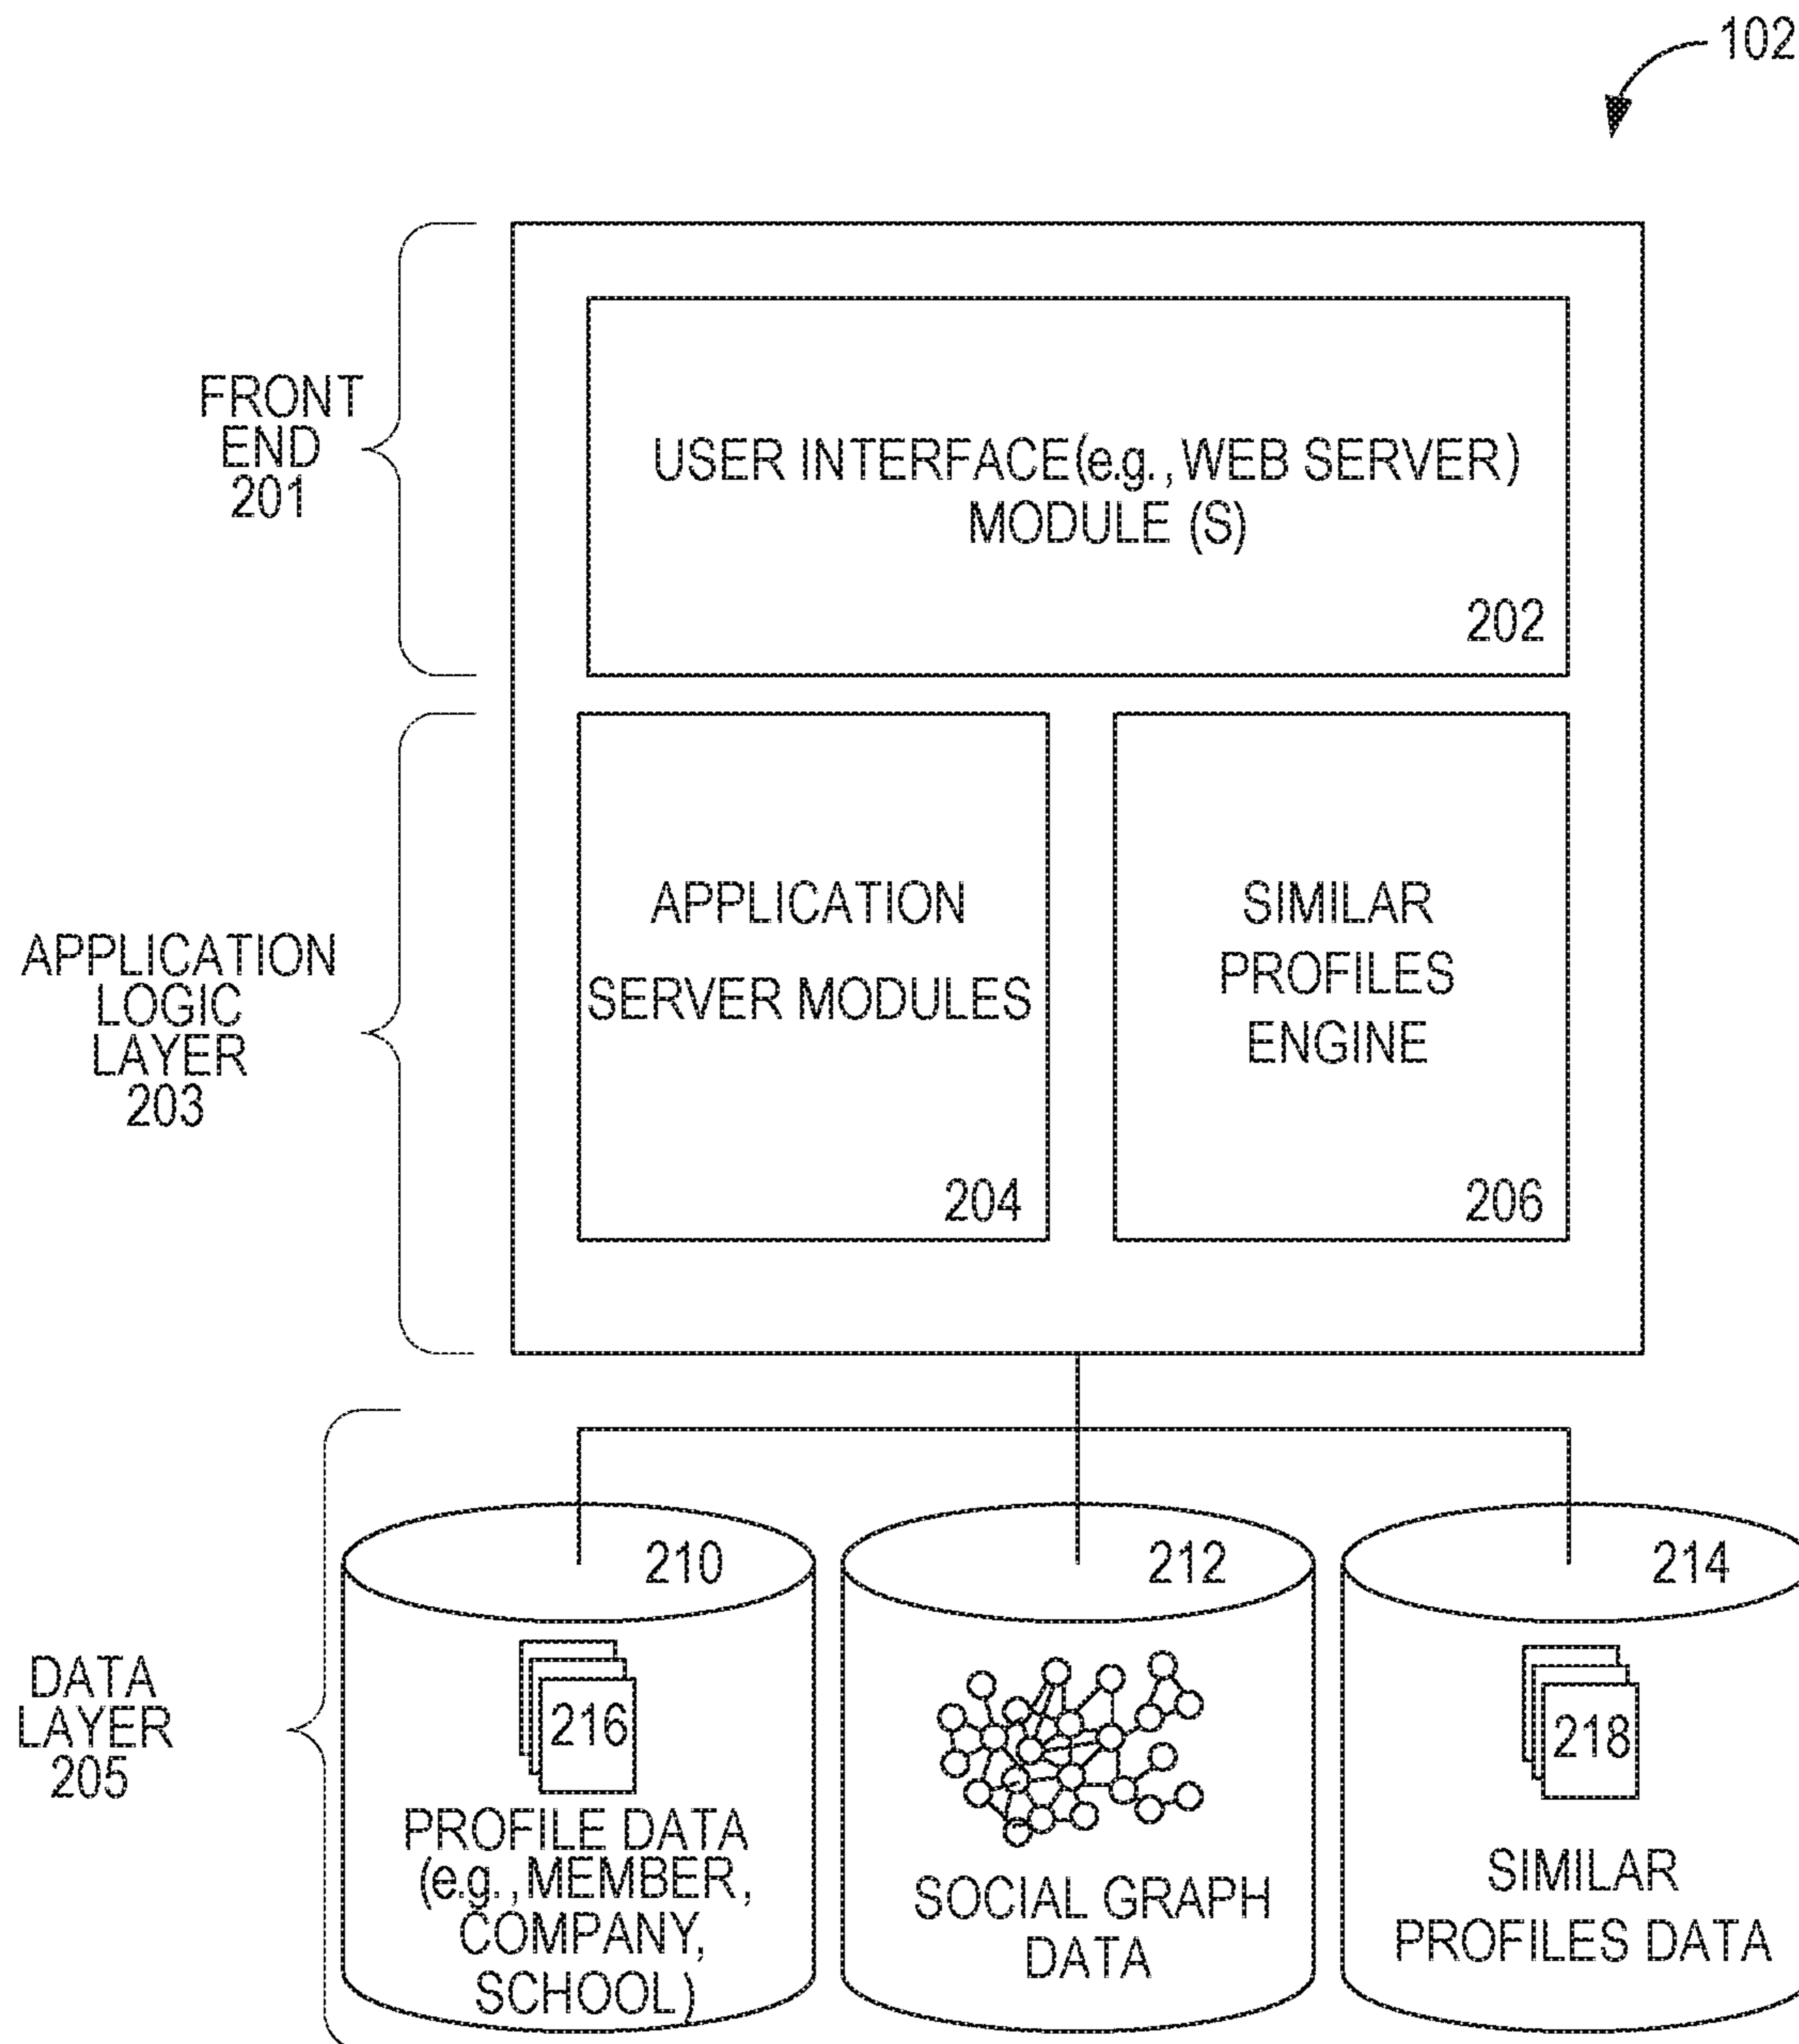 102
FRONT
END
201
USER INTERFACE(e.g., WEB SERVER)
MODULE (S)
202
APPLICATION
LOGIC
LAYER
203
APPLICATION
SERVER MODULES
204
SIMILAR
PROFILES
ENGINE
206
DATA
LAYER
205
210
216
PROFILE DATA
(e.g., MEMBER,
COMPANY,
SCHOOL)
212
SOCIAL GRAPH
DATA
214
218
SIMILAR
PROFILES DATA